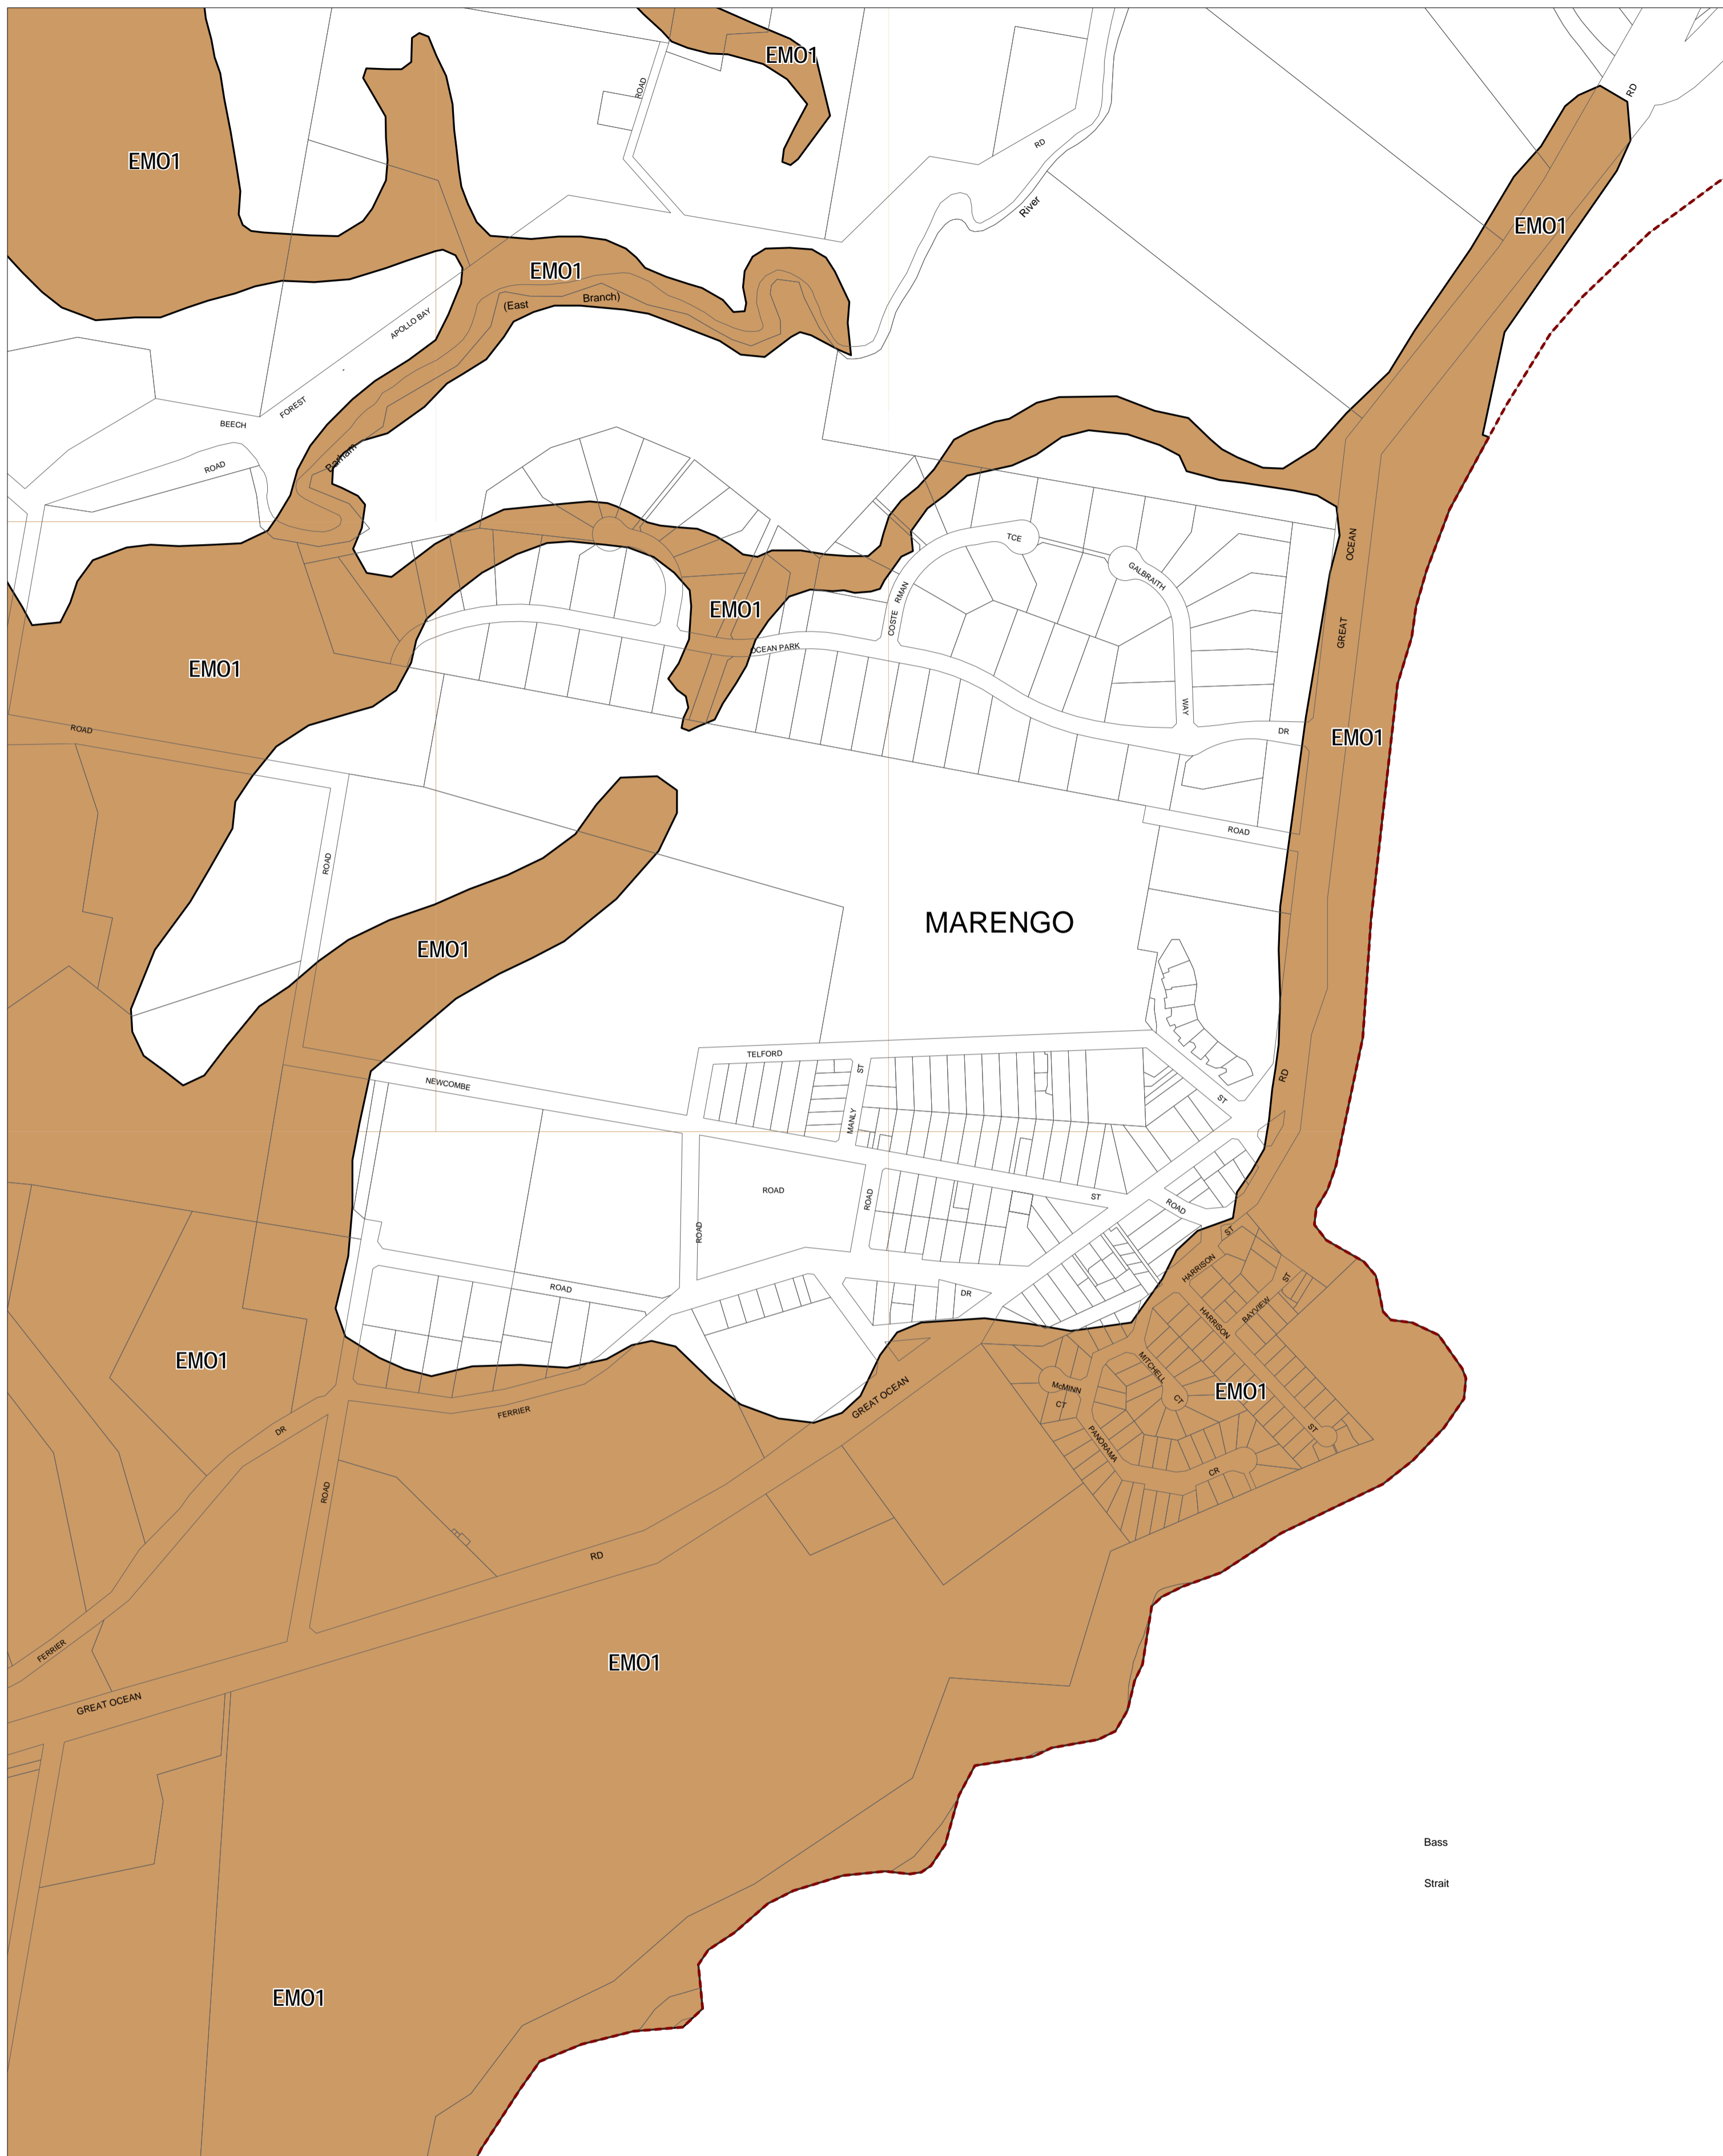 EMO1
ROAD
RD
EMO1
RD
River
EMO1
EMO1
(East
Branch)
APOLLO BAY
FOREST
BEECH
Barham
ROAD
TCE
OCEAN
GALBRAITH
RMAN
COSTE
EMO1
GREAT
OCEAN PARK
EMO1
WAY
ROAD
DR
EMO1
ROAD
ROAD
MARENGO
EMO1
TELFORD
ST
RD
NEWCOMBE
ST
MANLY
ROAD
ROAD
ST
ROAD
ROAD
ST
HARRISON
ROAD
DR
ST
BAYVIEW
HARRISON
EMO1
MITCHELL
McMINN
EMO1
GREAT OCEAN
CT
CT
FERRIER
DR
ST
PANORAMA
CR
ROAD
RD
FERRIER
EMO1
GREAT OCEAN
Bass
Strait
EMO1